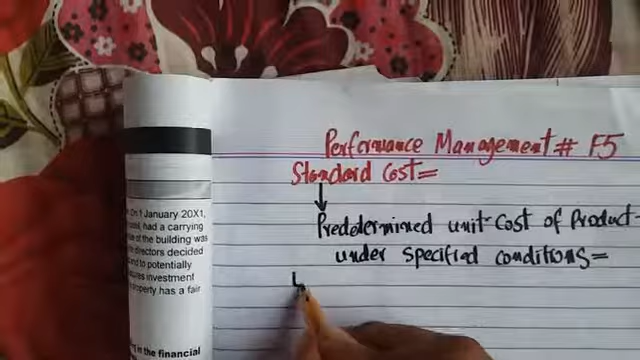 Performance Management # F5
Standard Cost=
Predetermined unit-Cost of Product-
under specified conditions=
On 1 January 20X1,
had a carrying
of the building was
directors decided
and to potentially
investment
property has a fair
in the financial